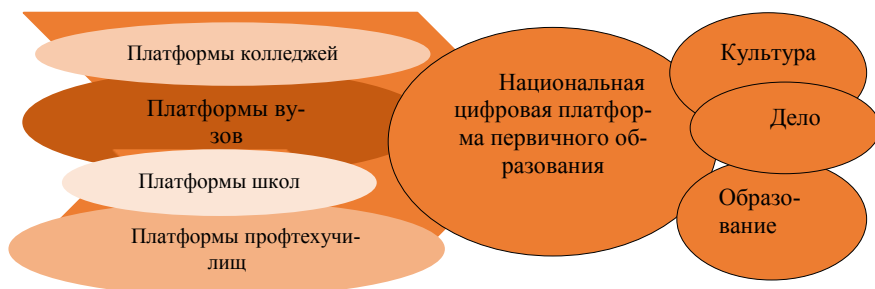 Платформы колледжей
Платформы ву-
зов
Платформы школ
Платформы профтехучи-
лищ
Национальная
цифровая платфор-
ма первичного об-
разования
Культура
Дело
Образо-
вание